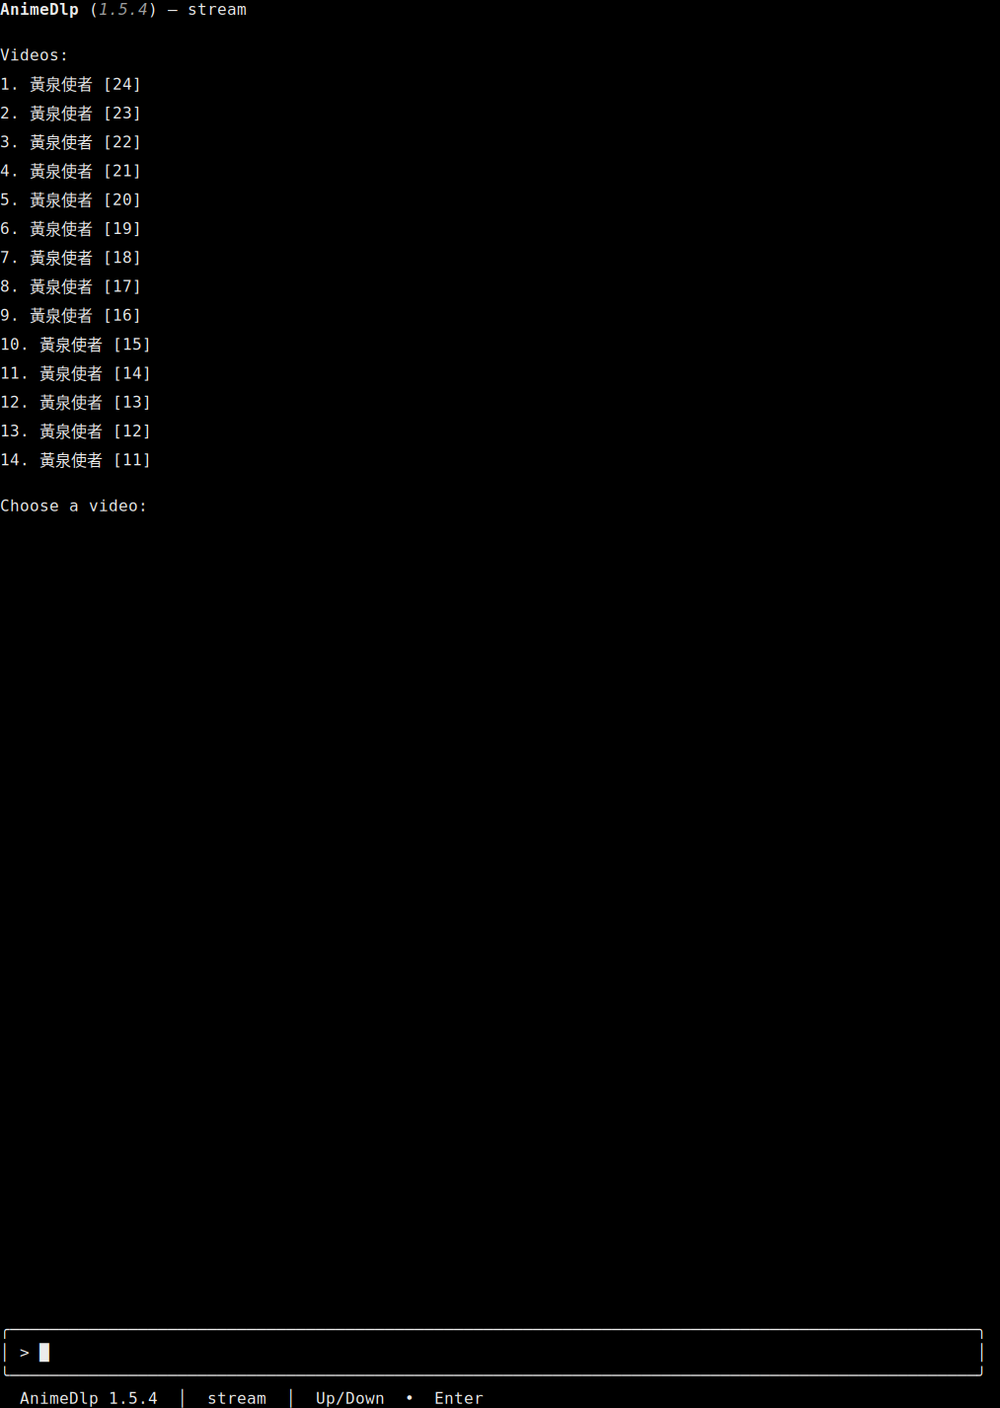 AnimeDlp (1.5.4) — stream
Videos:
1. 黃泉使者 [24]
2. 黃泉使者 [23]
3. 黃泉使者 [22]
4. 黃泉使者 [21]
5. 黃泉使者 [20]
6. 黃泉使者 [19]
7. 黃泉使者 [18]
8. 黃泉使者 [17]
9. 黃泉使者 [16]
10. 黃泉使者 [15]
11. 黃泉使者 [14]
12. 黃泉使者 [13]
13. 黃泉使者 [12]
14. 黃泉使者 [11]
Choose a video:
>
AnimeDlp 1.5.4 │ stream │ Up/Down • Enter